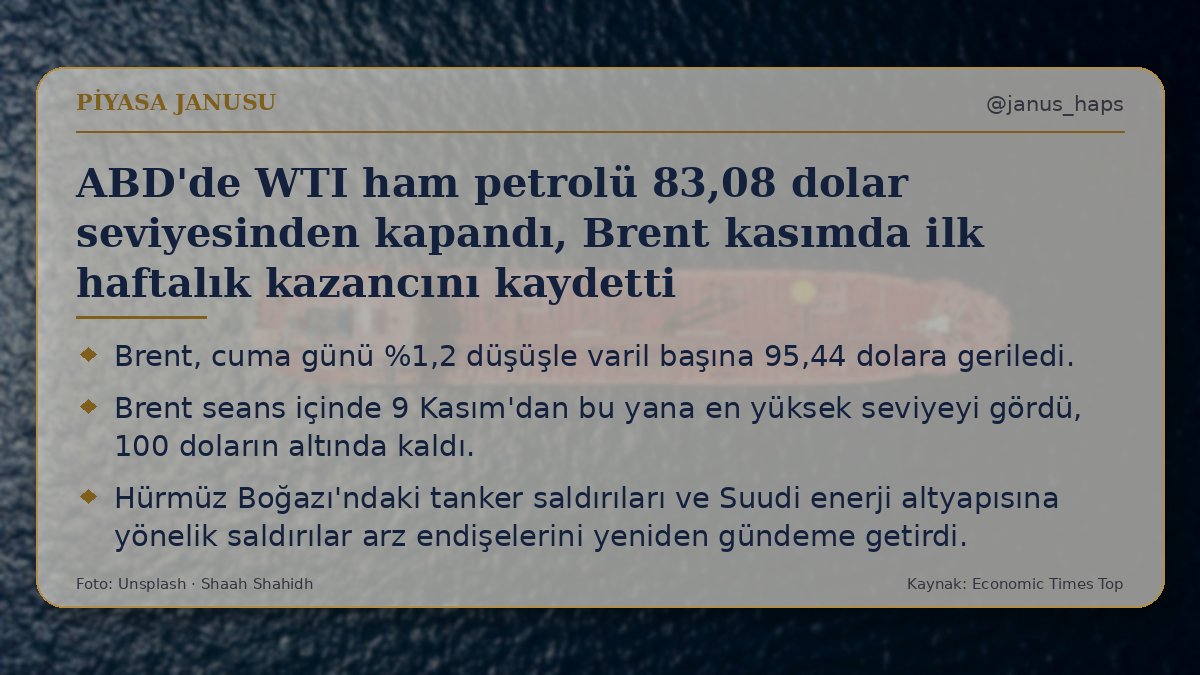 PİYASA JANUSU
@janus_haps
ABD'de WTI ham petrolü 83,08 dolar
seviyesinden kapandı, Brent kasımda ilk
haftalık kazancını kaydetti
Brent, cuma günü %1,2 düşüşle varil başına 95,44 dolara geriledi.
Brent seans içinde 9 Kasım'dan bu yana en yüksek seviyeyi gördü,
100 doların altında kaldı.
Hürmüz Boğazı'ndaki tanker saldırıları ve Suudi enerji altyapısına
yönelik saldırılar arz endişelerini yeniden gündeme getirdi.
Foto: Unsplash · Shaah Shahidh
Kaynak: Economic Times Top